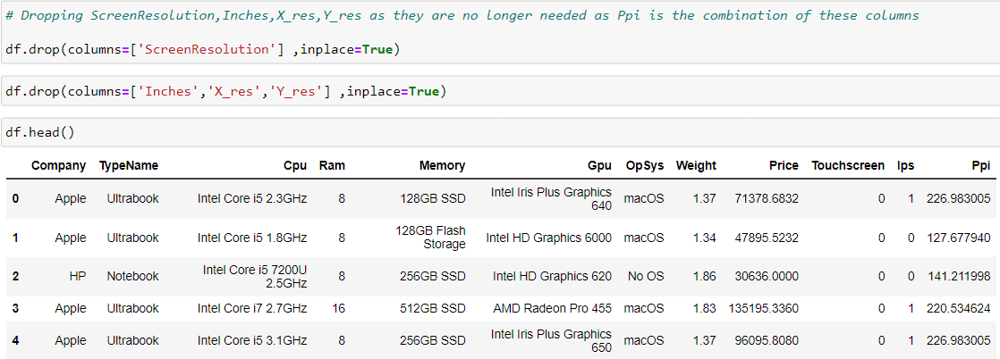 # Dropping ScreenResolution,Inches,X_res,Y_res as they are no longer needed as Ppi is the combination of these columns
df.drop(columns=['ScreenResolution'] ,inplace=True)
df.drop(columns=['Inches','X_res','Y_res'] ,inplace=True)
df.head()
Company TypeName Cpu Ram Memory Gpu OpSys Weight Price Touchscreen Ips Ppi
0 Apple Ultrabook Intel Core i5 2.3GHz 8 128GB SSD Intel Iris Plus Graphics 640 macOS 1.37 71378.6832 0 1 226.983005
1 Apple Ultrabook Intel Core i5 1.8GHz 8 128GB Flash Storage Intel HD Graphics 6000 macOS 1.34 47895.5232 0 0 127.677940
2 HP Notebook Intel Core i5 7200U 2.5GHz 8 256GB SSD Intel HD Graphics 620 No OS 1.86 30636.0000 0 0 141.211998
3 Apple Ultrabook Intel Core i7 2.7GHz 16 512GB SSD AMD Radeon Pro 455 macOS 1.83 135195.3360 0 1 220.534624
4 Apple Ultrabook Intel Core i5 3.1GHz 8 256GB SSD Intel Iris Plus Graphics 650 macOS 1.37 96095.8080 0 1 226.983005